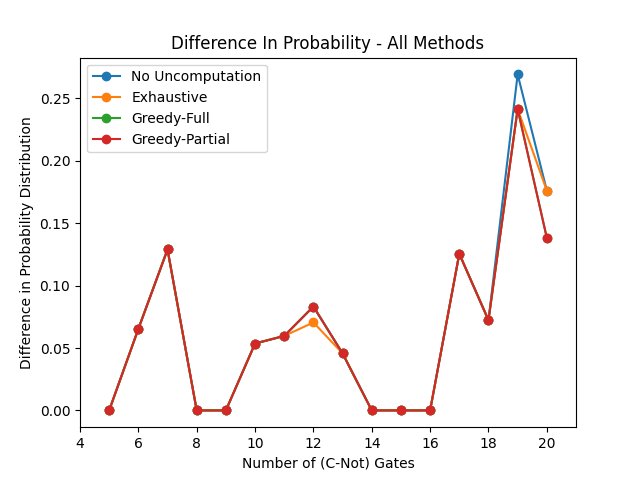 Difference In Probability - All Methods
No Uncomputation
Exhaustive
Greedy-Full
Greedy-Partial
Difference in Probability Distribution
0.25
0.20
0.15
0.10
0.05
0.00
4 6 8 10 12 14 16 18 20
Number of (C-Not) Gates